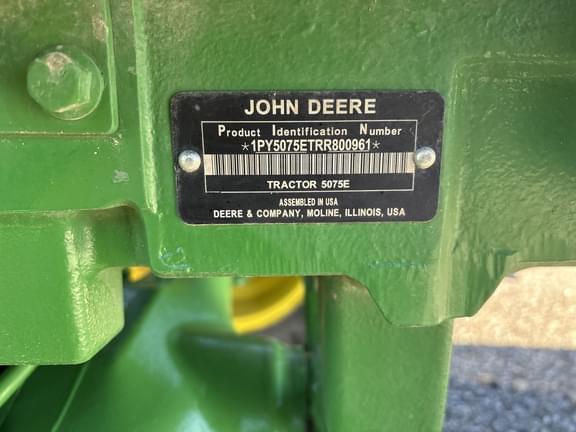 JOHN DEERE
Product Identification Number
*1PY5075ETRR800961*
TRACTOR 5075E
ASSEMBLED IN USA
DEERE & COMPANY, MOLINE, ILLINOIS, USA